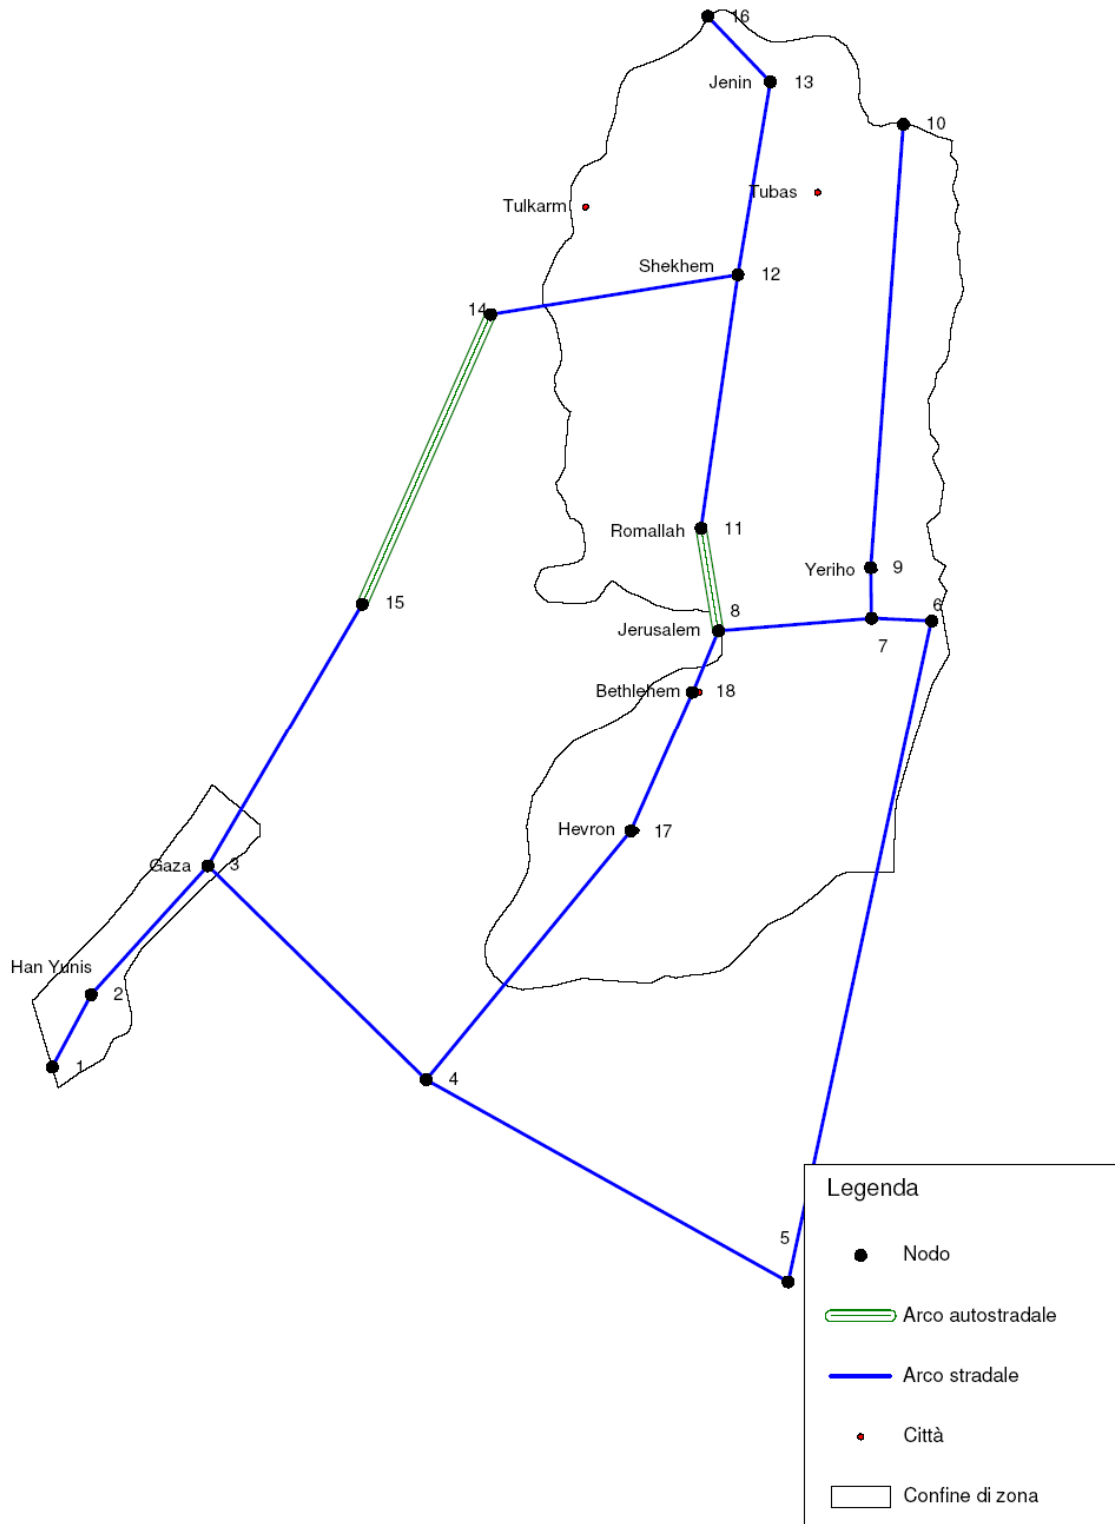 16
Jenin 13
10
Tulkarm
Tubas
Shekhem 12
14
Romallah 11
Yeriho 9
15
8
6
Jerusalem
7
Bethlehem 18
Hevron 17
Gaza 3
Han Yunis
2
1
4
5
Legenda
Nodo
Arco autostradale
Arco stradale
Città
Confine di zona